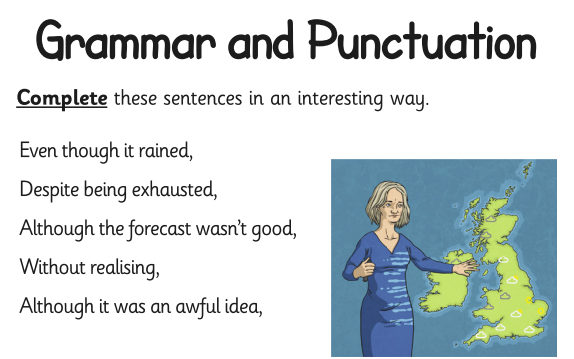 Grammar and Punctuation
Complete these sentences in an interesting way.
Even though it rained,
Despite being exhausted,
Although the forecast wasn't good,
Without realising,
Although it was an awful idea,